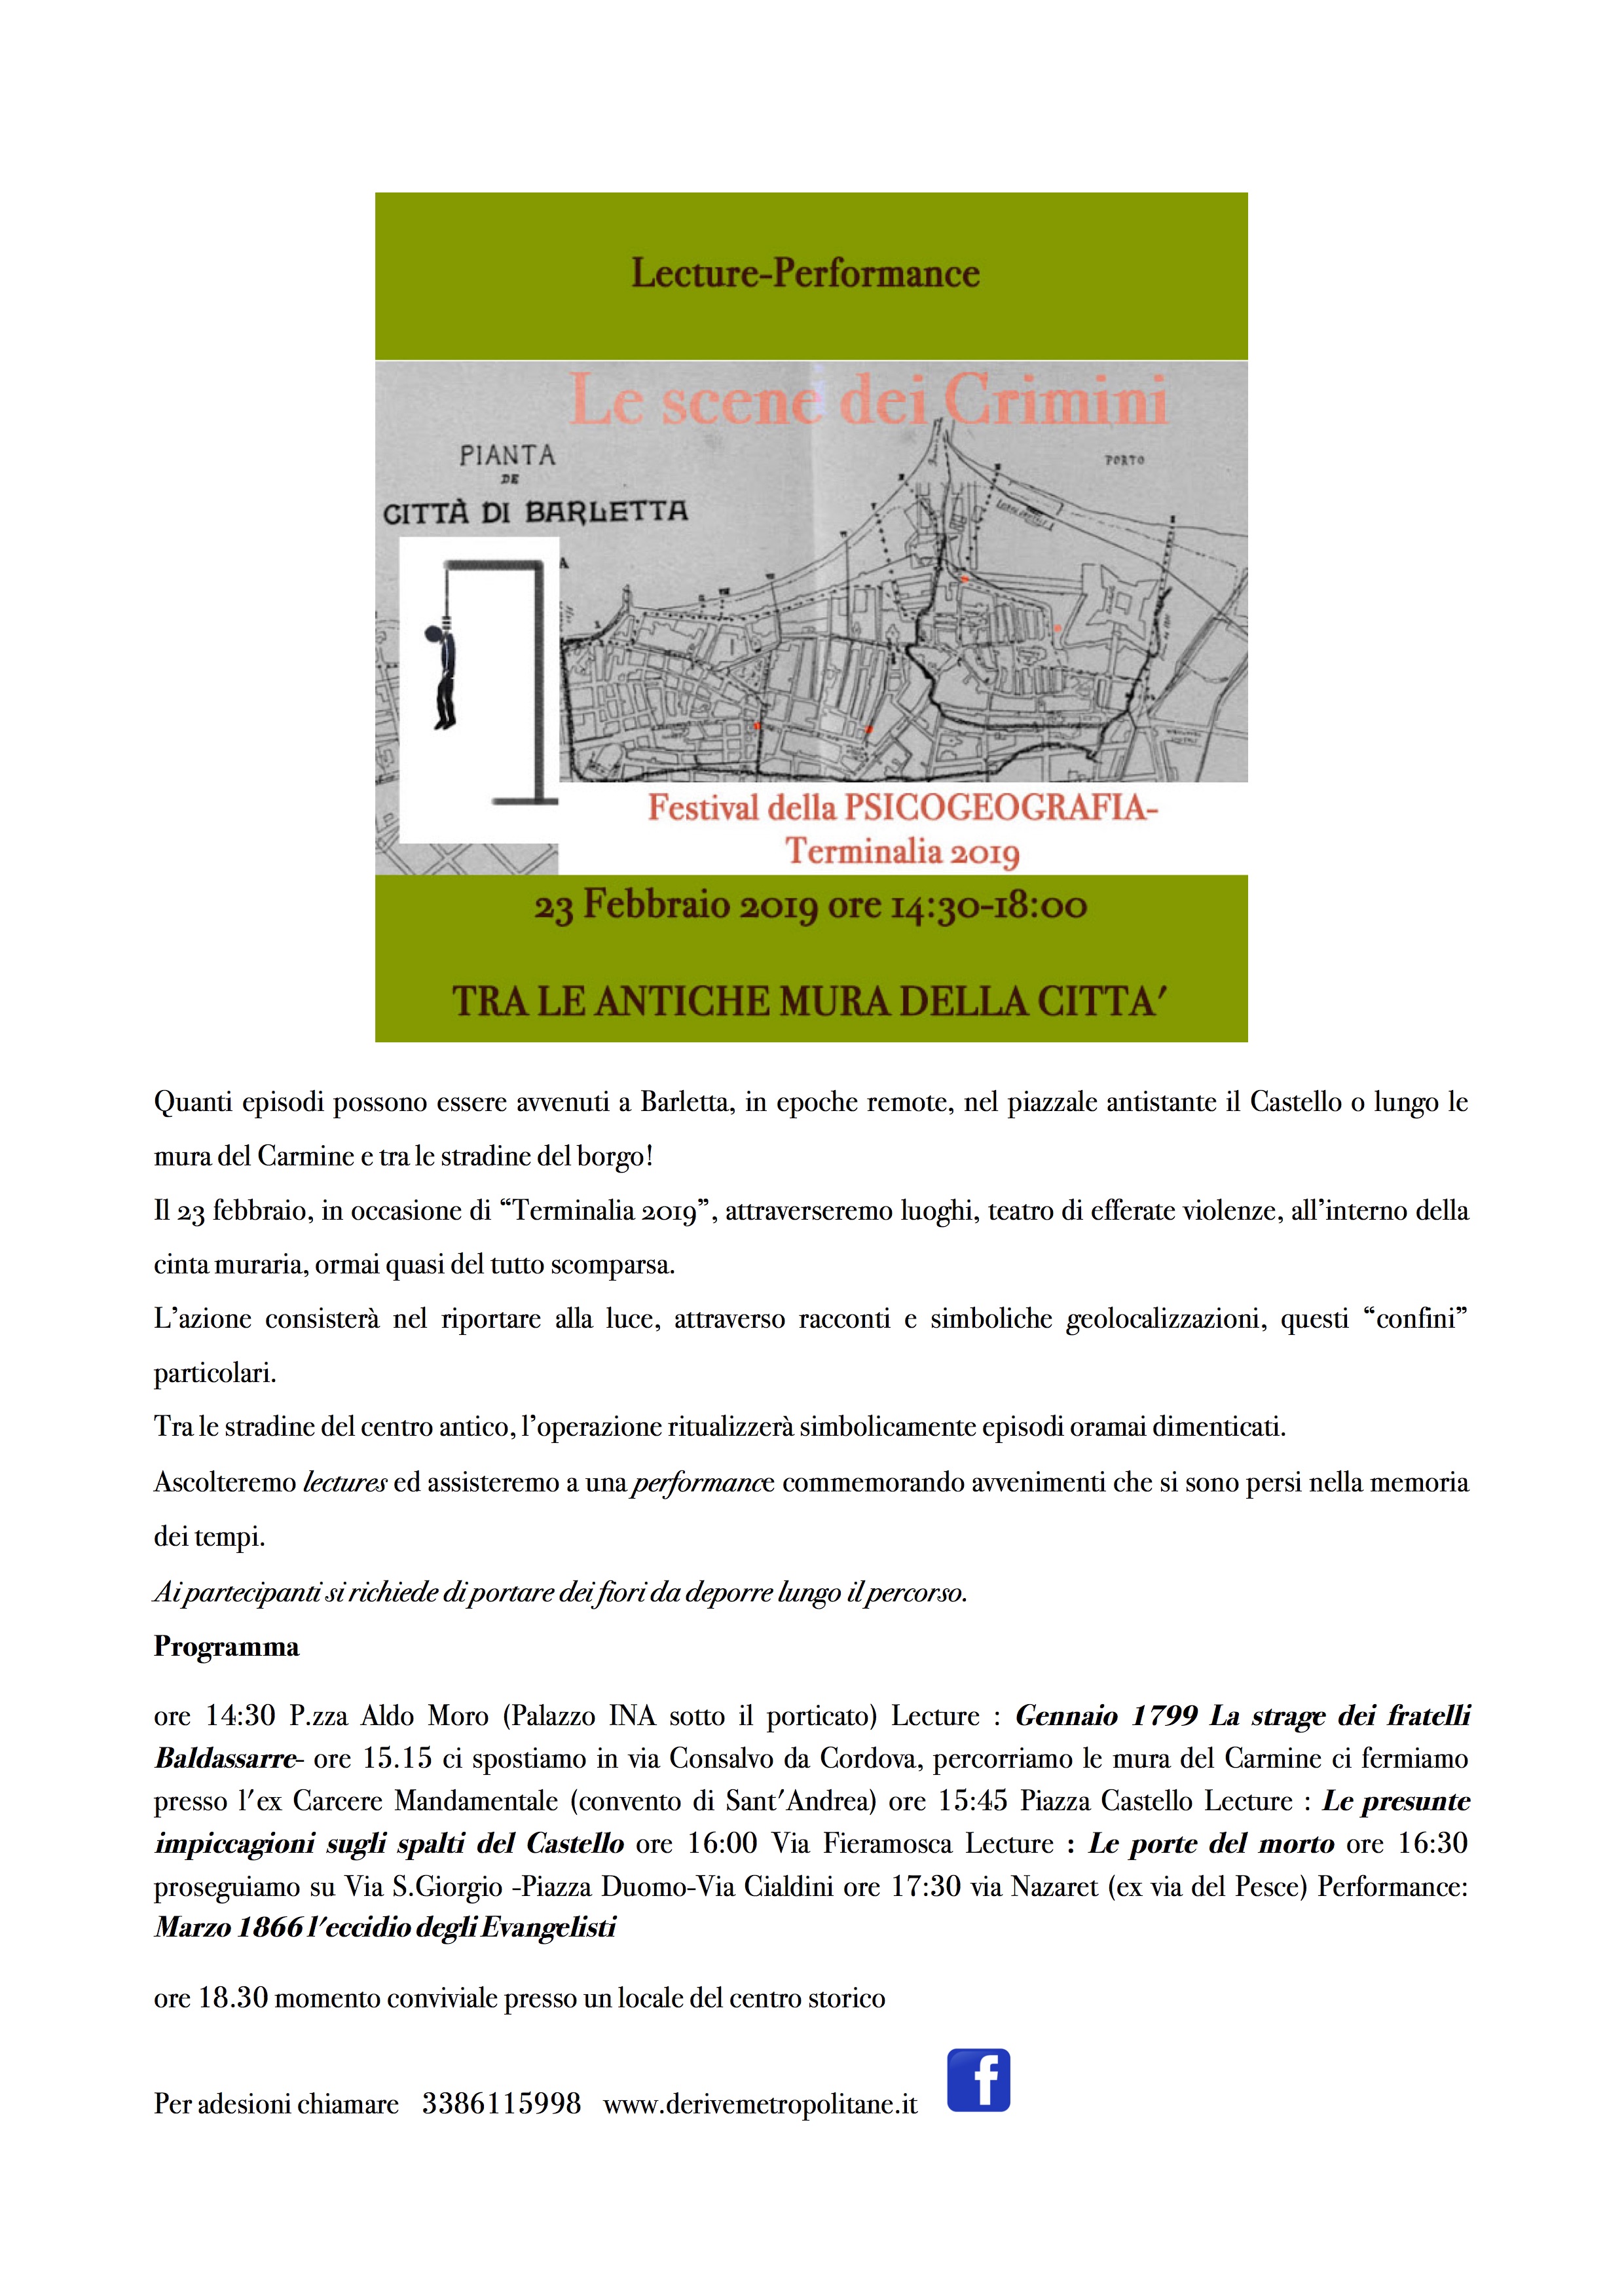 Lecture-Performance
Le scene dei Crimini
PIANTA
DE
CITTÀ DI BARLETTA
PORTO
A
Festival della PSICOGEOGRAFIA-
Terminalia 2019
23 Febbraio 2019 ore 14:30-18:00
TRA LE ANTICHE MURA DELLA CITTA'
Quanti episodi possono essere avvenuti a Barletta, in epoche remote, nel piazzale antistante il Castello o lungo le
mura del Carmine e tra le stradine del borgo!
Il 23 febbraio, in occasione di “Terminalia 2019”, attraverseremo luoghi, teatro di efferate violenze, all’interno della
cinta muraria, ormai quasi del tutto scomparsa.
L’azione consisterà nel riportare alla luce, attraverso racconti e simboliche geolocalizzazioni, questi “confini”
particolari.
Tra le stradine del centro antico, l’operazione ritualizzerà simbolicamente episodi oramai dimenticati.
Ascolteremo lectures ed assisteremo a una performance commemorando avvenimenti che si sono persi nella memoria
dei tempi.
Ai partecipanti si richiede di portare dei fiori da deporre lungo il percorso.
Programma
ore 14:30 P.zza Aldo Moro (Palazzo INA sotto il porticato) Lecture : Gennaio 1799 La strage dei fratelli
Baldassarre- ore 15.15 ci spostiamo in via Consalvo da Cordova, percorriamo le mura del Carmine ci fermiamo
presso l'ex Carcere Mandamentale (convento di Sant'Andrea) ore 15:45 Piazza Castello Lecture : Le presunte
impiccagioni sugli spalti del Castello ore 16:00 Via Fieramosca Lecture : Le porte del morto ore 16:30
proseguiamo su Via S.Giorgio -Piazza Duomo-Via Cialdini ore 17:30 via Nazaret (ex via del Pesce) Performance:
Marzo 1866 l'eccidio degli Evangelisti
ore 18.30 momento conviviale presso un locale del centro storico
Per adesioni chiamare 3386115998 www.derivemetropolitane.it f